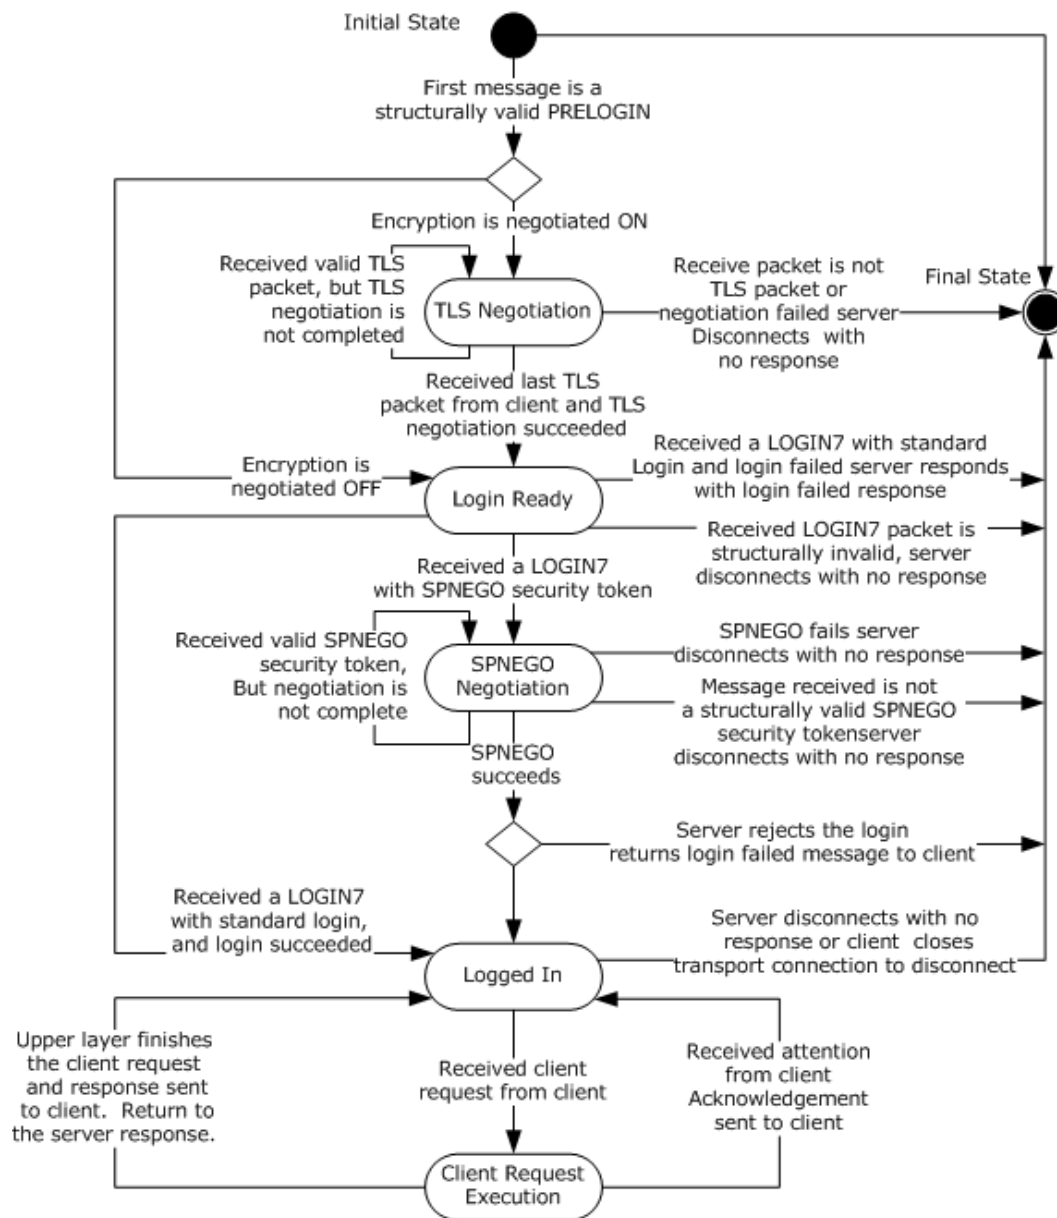 Initial State
First message is a
structurally valid PRELOGIN
Encryption is negotiated ON
Received valid TLS
packet, but TLS
negotiation is
not completed
TLS Negotiation
Receive packet is not
TLS packet or
negotiation failed server
Disconnects with
no response
Final State
Received last TLS
packet from client and TLS
negotiation succeeded
Encryption is
negotiated OFF
Login Ready
Received a LOGIN7 with standard
Login and login failed server responds
with login failed response
Received LOGIN7 packet is
structurally invalid, server
disconnects with no response
Received a LOGIN7
with SPNEGO security token
Received valid SPNEGO
security token,
But negotiation is
not complete
SPNEGO
Negotiation
SPNEGO fails server
disconnects with no response
Message received is not
a structurally valid SPNEGO
security tokenserver
disconnects with no response
SPNEGO
succeeds
Server rejects the login
returns login failed message to client
Received a LOGIN7
with standard login,
and login succeeded
Logged In
Server disconnects with no
response or client closes
transport connection to disconnect
Upper layer finishes
the client request
and response sent
to client. Return to
the server response.
Received client
request from client
Received attention
from client
Acknowledgement
sent to client
Client Request
Execution